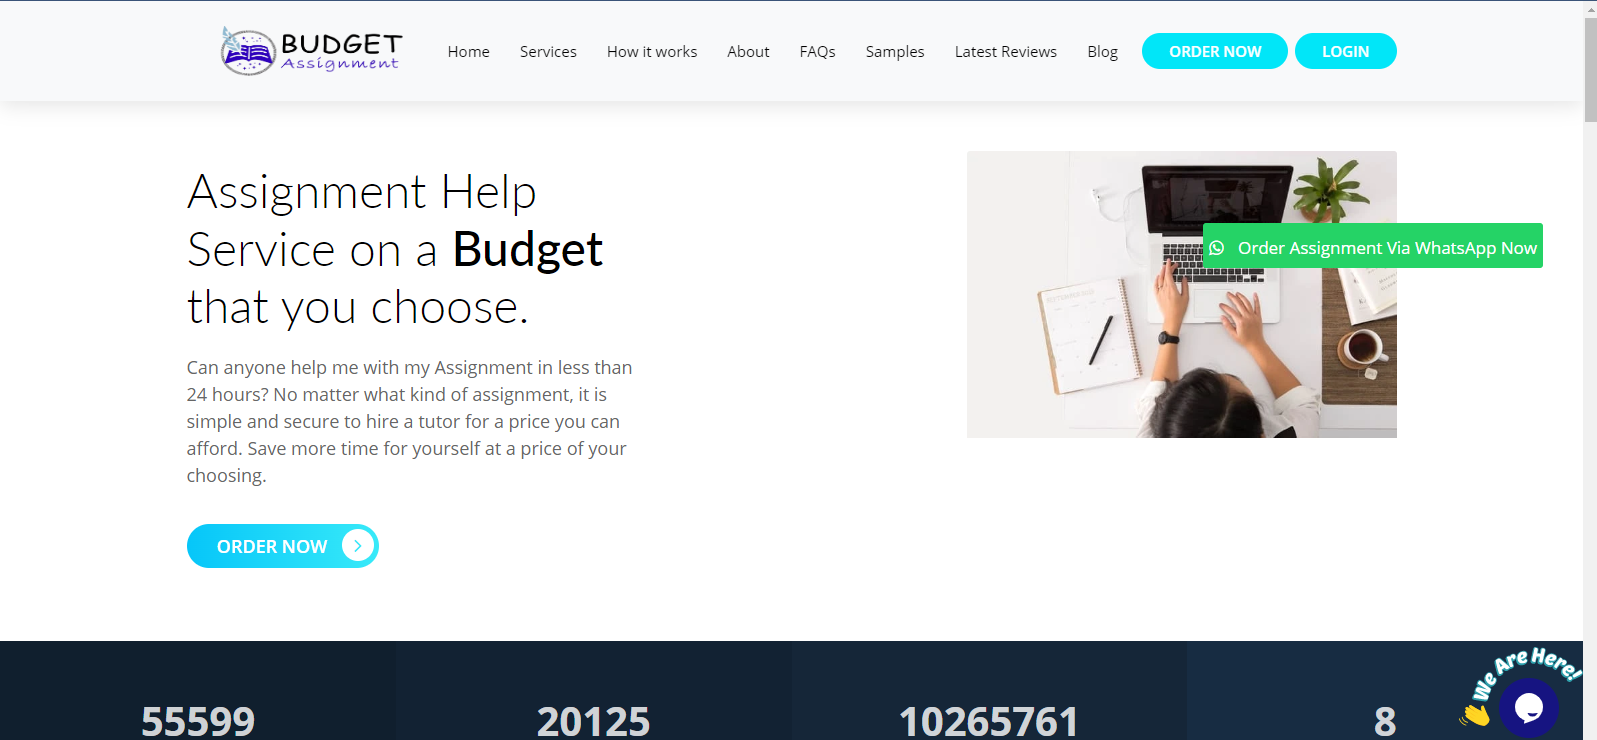 BUDGET
Assignment
Home Services How it works About FAQs Samples Latest Reviews Blog ORDER NOW LOGIN
Assignment Help
Service on a Budget
that you choose.
Order Assignment Via WhatsApp Now
Can anyone help me with my Assignment in less than
24 hours? No matter what kind of assignment, it is
simple and secure to hire a tutor for a price you can
afford. Save more time for yourself at a price of your
choosing.
ORDER NOW
We Are Here!
55599 20125 10265761 8